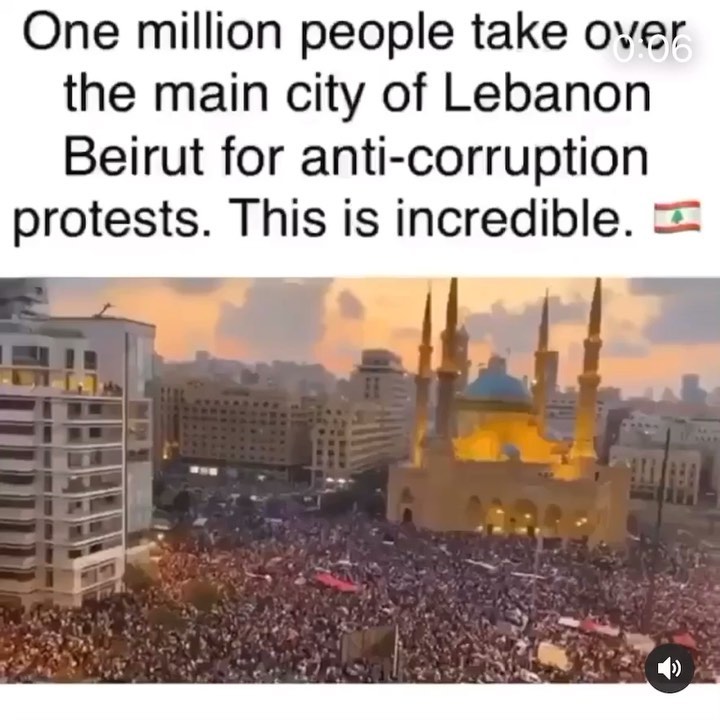 One million people take over
0:06
the main city of Lebanon
Beirut for anti-corruption
protests. This is incredible. 🇱🇧